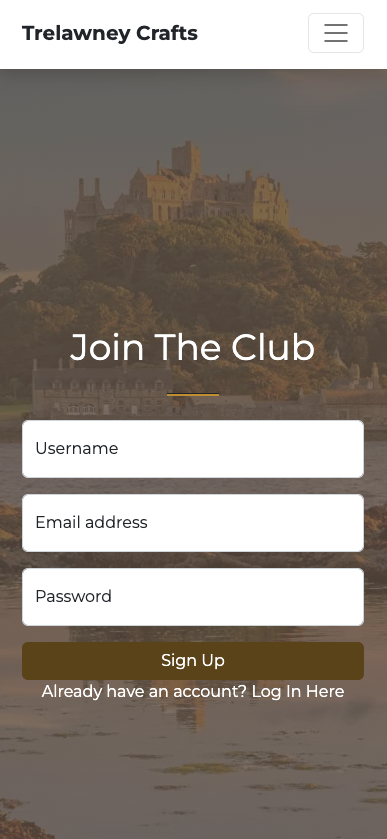 Trelawney Crafts
Join The Club
Username
Email address
Password
Sign Up
Already have an account? Log In Here